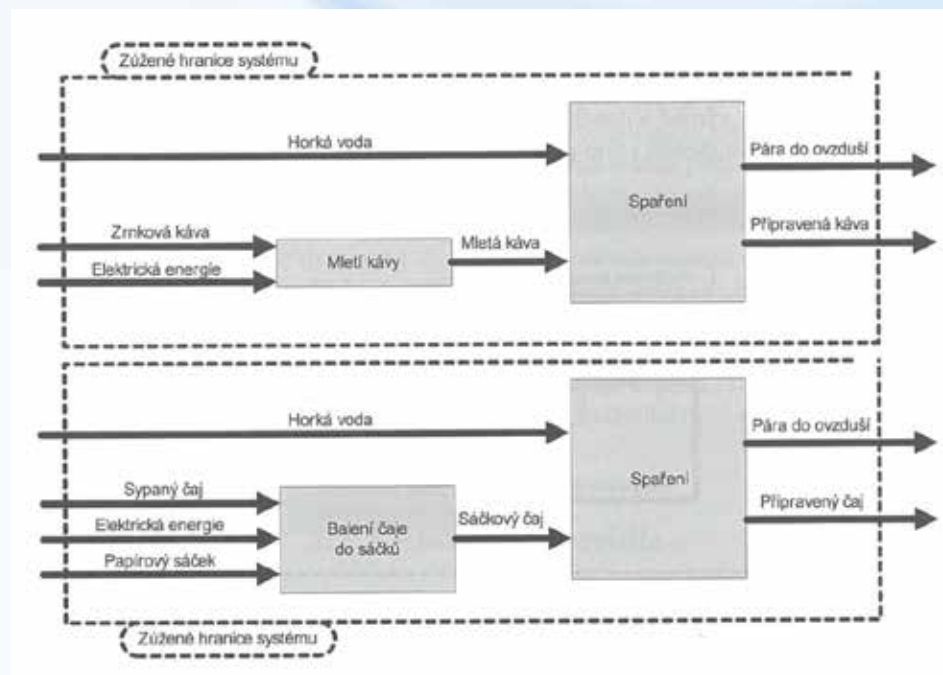 Zúžené hranice systému
Horká voda
Pára do ovzduší
Spaření
Zrnková káva
Mletá káva
Připravená káva
Mletí kávy
Elektrická energie
Horká voda
Pára do ovzduší
Spaření
Sypaný čaj
Sáčkový čaj
Připravený čaj
Elektrická energie
Balení čaje
do sáčků
Papírový sáček
Zúžené hranice systému